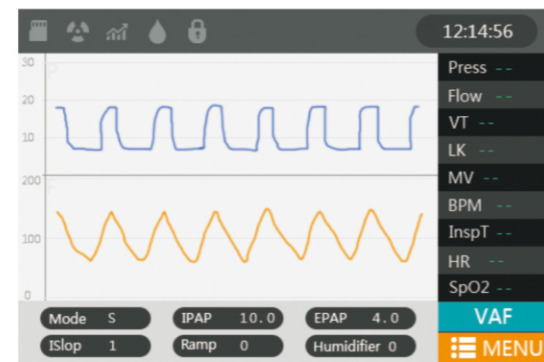 12:14:56
30
P
20
10
200
F
100
0
Press --
Flow --
VT --
LK --
MV --
BPM --
InspT --
HR --
SpO2 --
VAF
MENU
Mode S
IPAP 10.0
EPAP 4.0
ISlop 1
Ramp 0
Humidifier 0